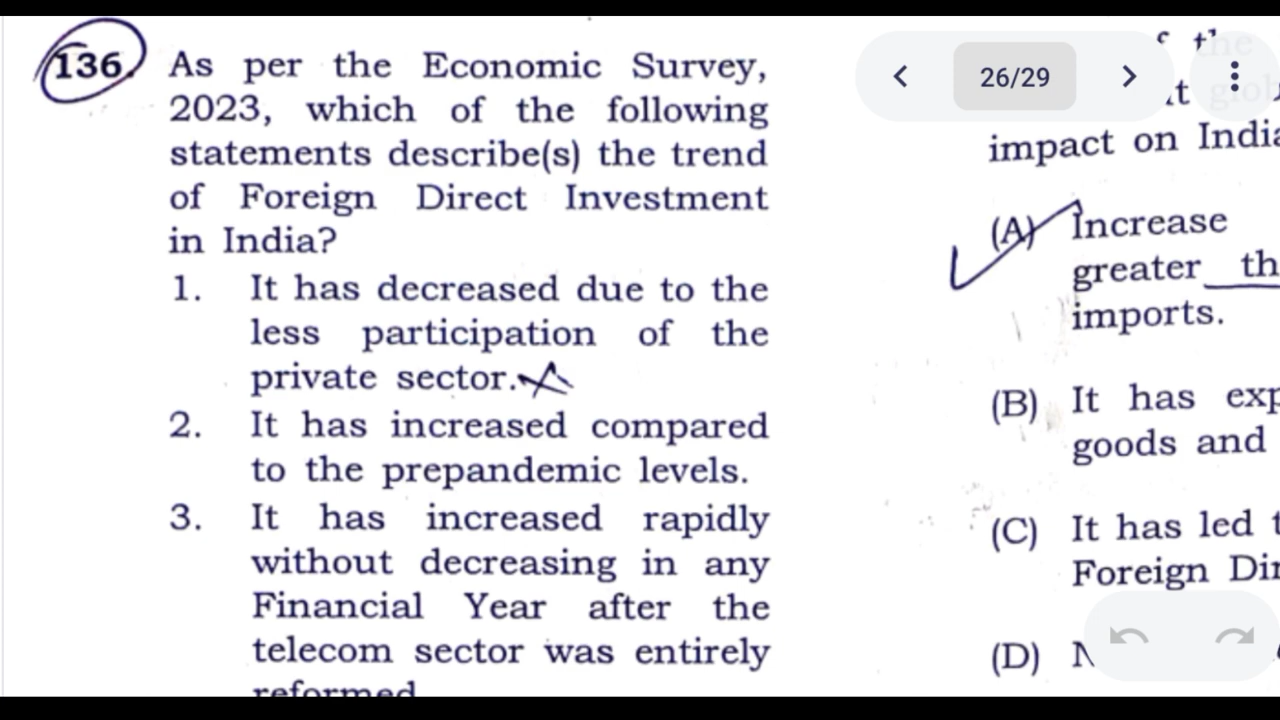 136. As per the Economic Survey,
2023, which of the following
statements describe(s) the trend
of Foreign Direct Investment
in India?
1. It has decreased due to the
less participation of the
private sector.
2. It has increased compared
to the prepandemic levels.
3. It has increased rapidly
without decreasing in any
Financial Year after the
telecom sector was entirely
reformed
26/29
the
impact on India
(A) Increase
greater th
imports.
(B) It has exp
goods and
(C) It has led t
Foreign Dir
(D) N